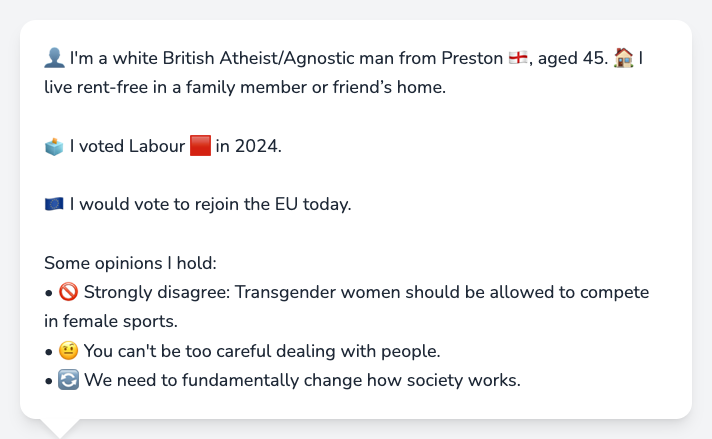 👤 I'm a white British Atheist/Agnostic man from Preston 🏴󠁧󠁢󠁥󠁮󠁧󠁿, aged 45. 🏠 I
live rent-free in a family member or friend’s home.
🗳️ I voted Labour 🟥 in 2024.
🇪🇺 I would vote to rejoin the EU today.
Some opinions I hold:
• 🚫 Strongly disagree: Transgender women should be allowed to compete
in female sports.
• 🤨 You can't be too careful dealing with people.
• 🔄 We need to fundamentally change how society works.